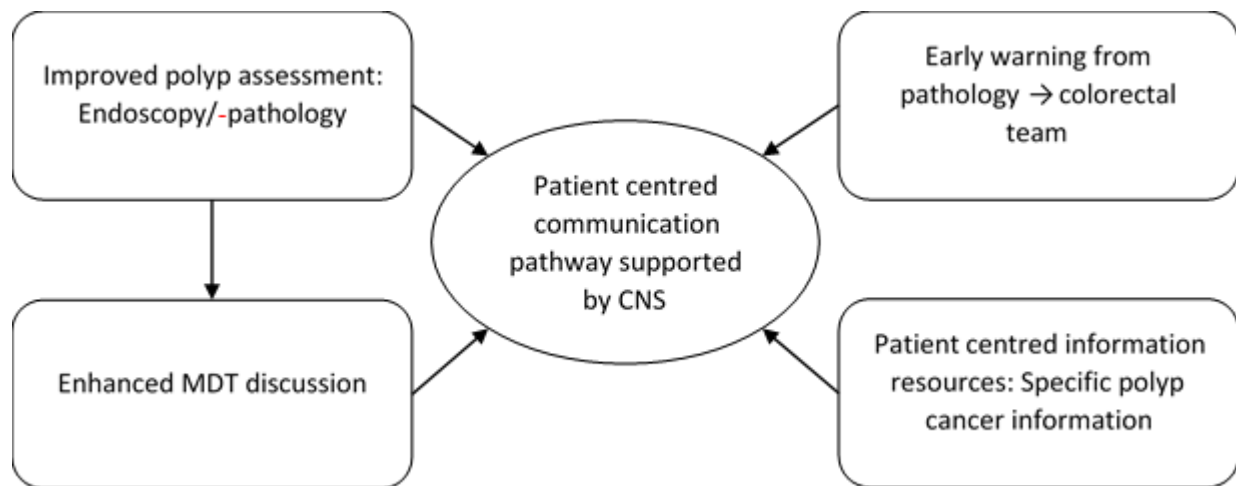 Improved polyp assessment:
Endoscopy/-pathology
Early warning from
pathology → colorectal
team
Patient centred
communication
pathway supported
by CNS
Enhanced MDT discussion
Patient centred information
resources: Specific polyp
cancer information